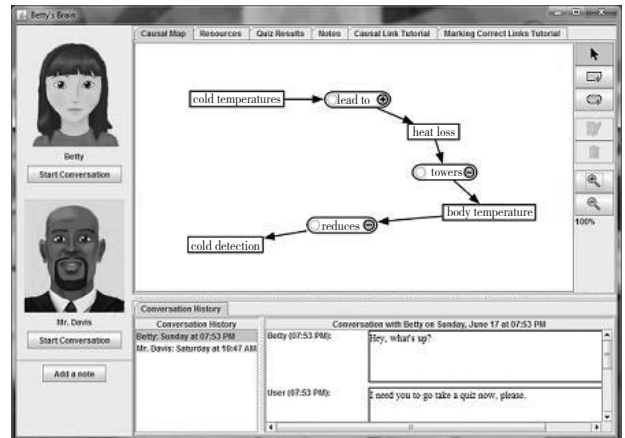 Betty's Brain
Causal Map Resources Quiz Results Notes Causal Link Tutorial Marking Correct Links Tutorial
cold temperatures
lead to
heat loss
towers
body temperature
reduces
cold detection
Betty
Start Conversation
Mr. Davis
Start Conversation
Add a note
100%
Conversation History
Conversation History
Betty: Sunday at 07:53 PM
Mr. Davis: Saturday at 10:47 AM
Conversation with Betty on Sunday, June 17 at 07:53 PM
Betty (07:53 PM):
Hey, what's up?
User (07:53 PM):
I need you to go take a quiz now, please.